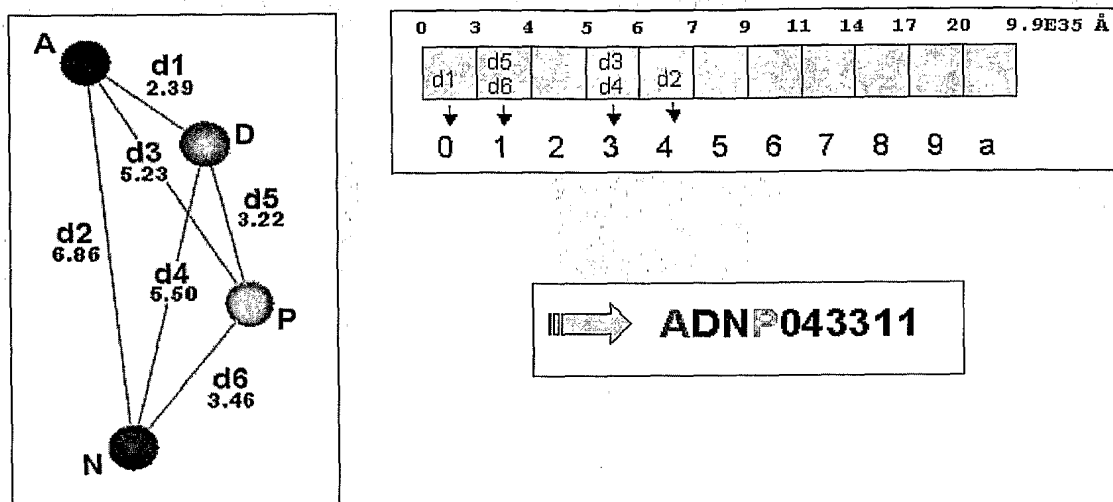 A
d1
2.39
D
d3
5.23
d5
3.22
d2
6.86
d4
5.50
P
d6
3.46
N
0 3 4 5 6 7 9 11 14 17 20 9.9E35 Å
d1 d5 d3 d2
d6 d4
0 1 2 3 4 5 6 7 8 9 a
ADNP043311